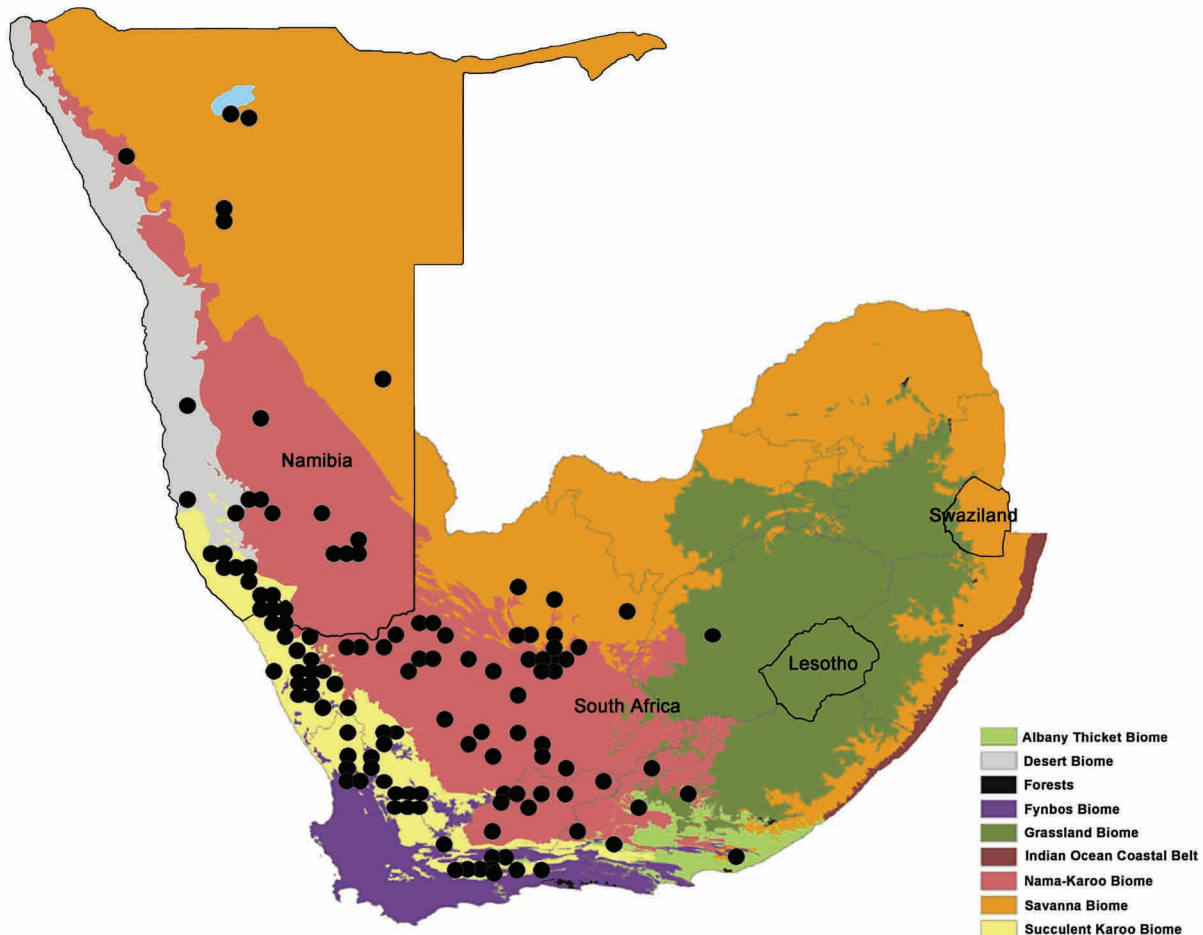 Namibia
Swaziland
Lesotho
South Africa
Albany Thicket Biome
Desert Biome
Forests
Fynbos Biome
Grassland Biome
Indian Ocean Coastal Belt
Nama-Karoo Biome
Savanna Biome
Succulent Karoo Biome